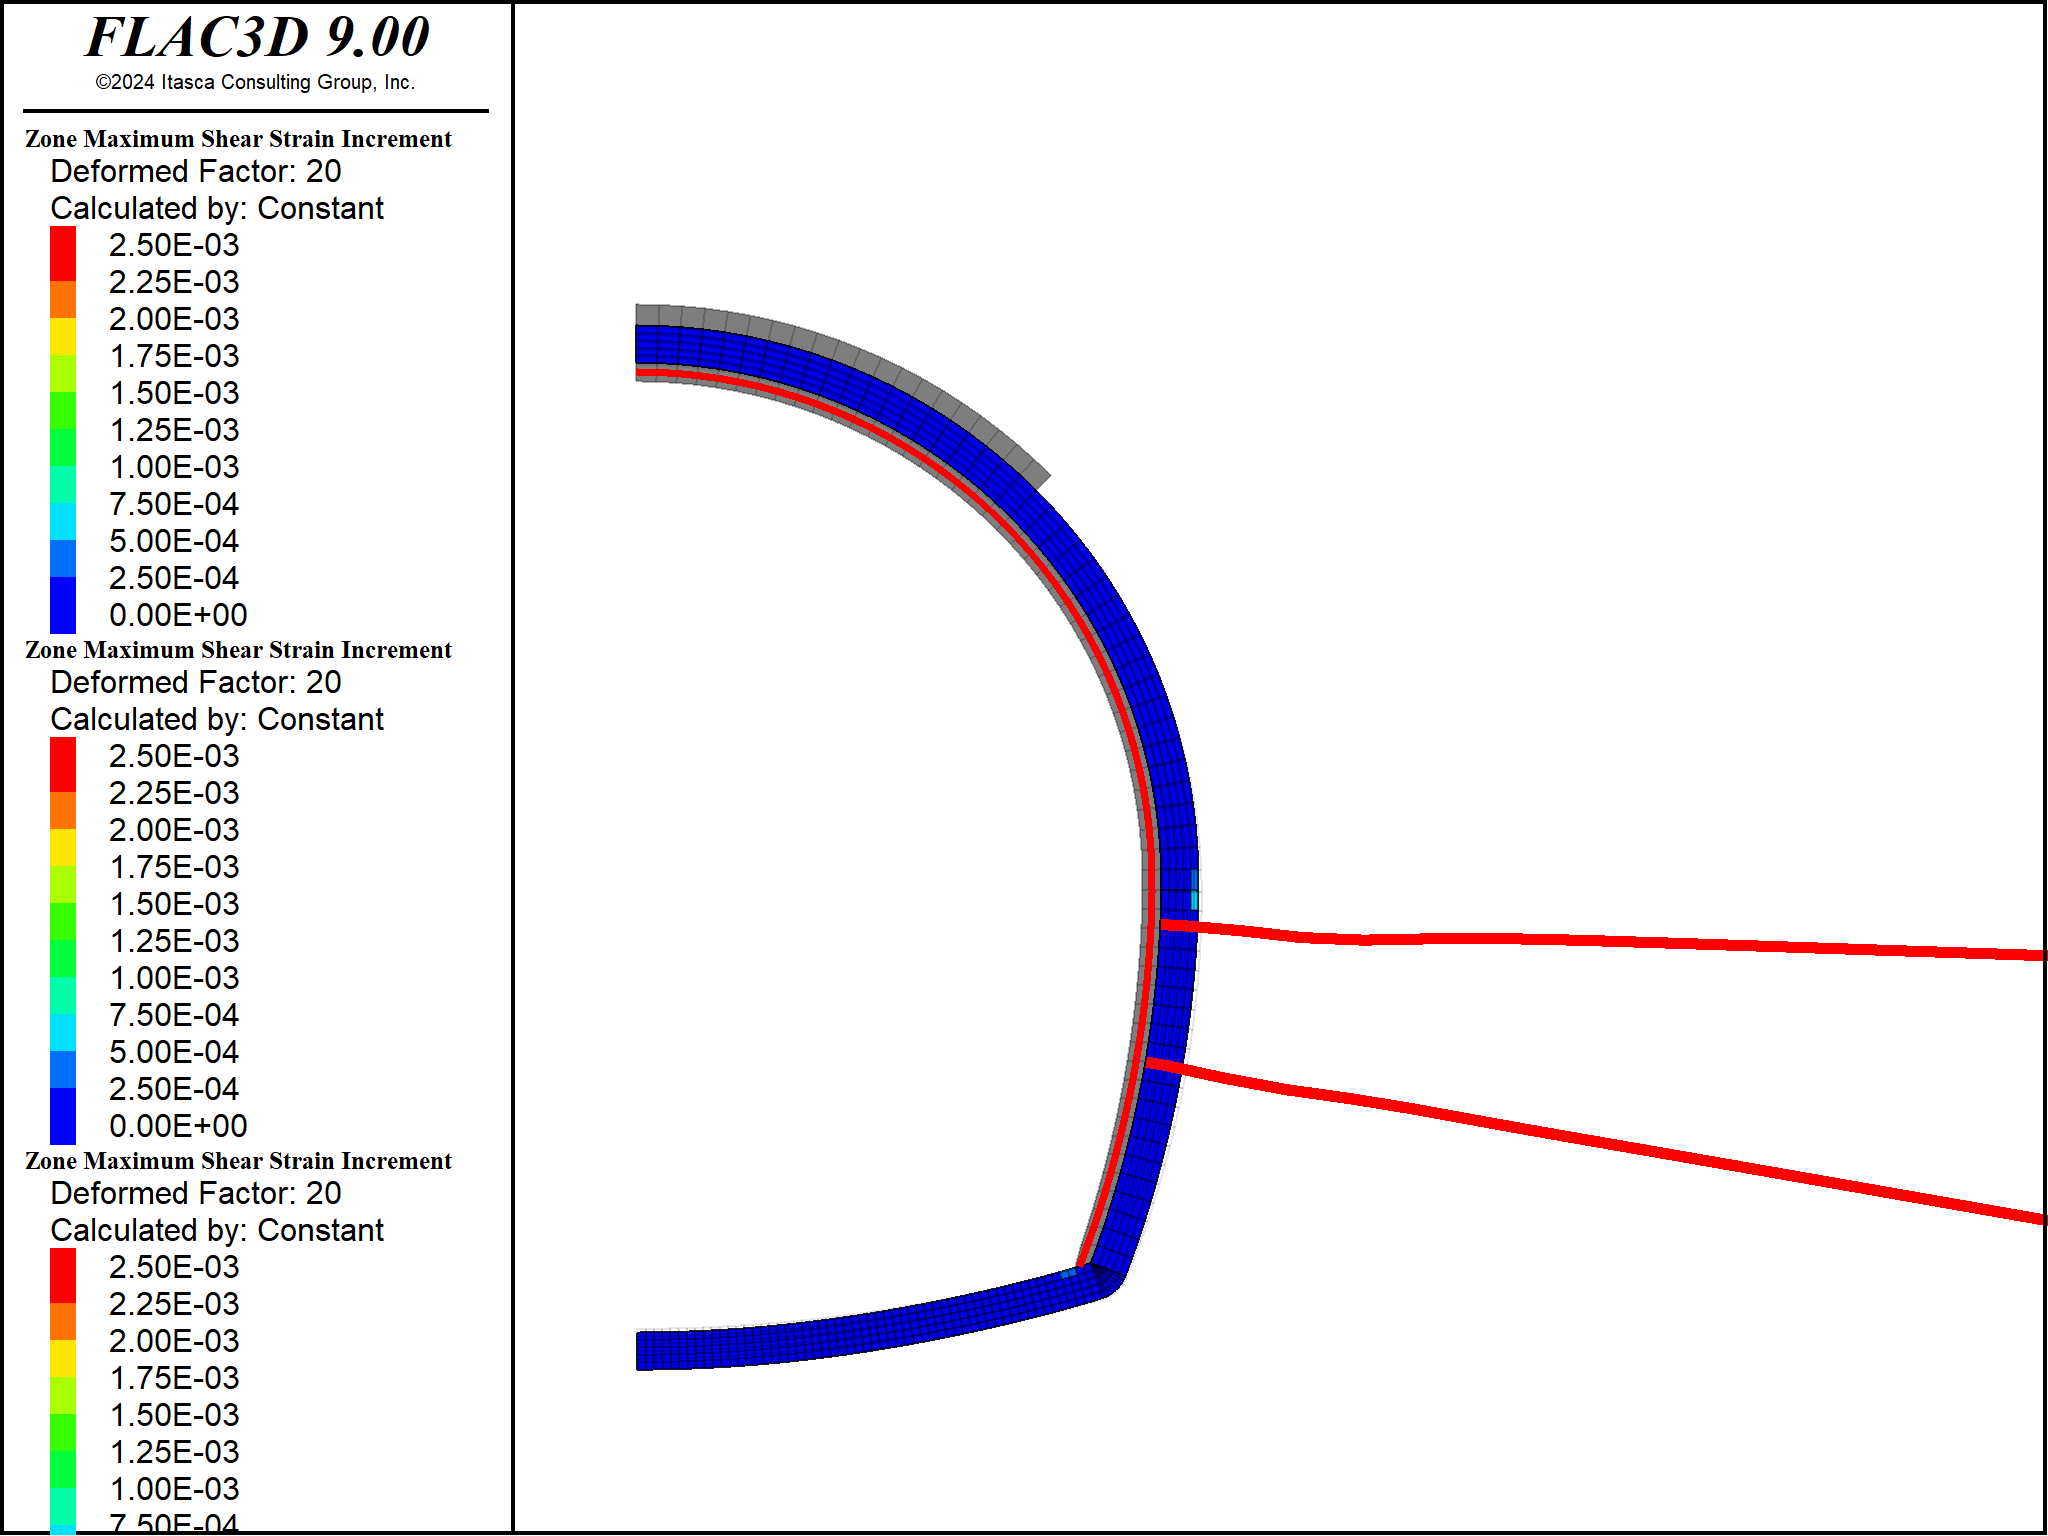 FLAC3D 9.00
©2024 Itasca Consulting Group, Inc.
Zone Maximum Shear Strain Increment
Deformed Factor: 20
Calculated by: Constant
2.50E-03
2.25E-03
2.00E-03
1.75E-03
1.50E-03
1.25E-03
1.00E-03
7.50E-04
5.00E-04
2.50E-04
0.00E+00
Zone Maximum Shear Strain Increment
Deformed Factor: 20
Calculated by: Constant
2.50E-03
2.25E-03
2.00E-03
1.75E-03
1.50E-03
1.25E-03
1.00E-03
7.50E-04
5.00E-04
2.50E-04
0.00E+00
Zone Maximum Shear Strain Increment
Deformed Factor: 20
Calculated by: Constant
2.50E-03
2.25E-03
2.00E-03
1.75E-03
1.50E-03
1.25E-03
1.00E-03
7.50E-04